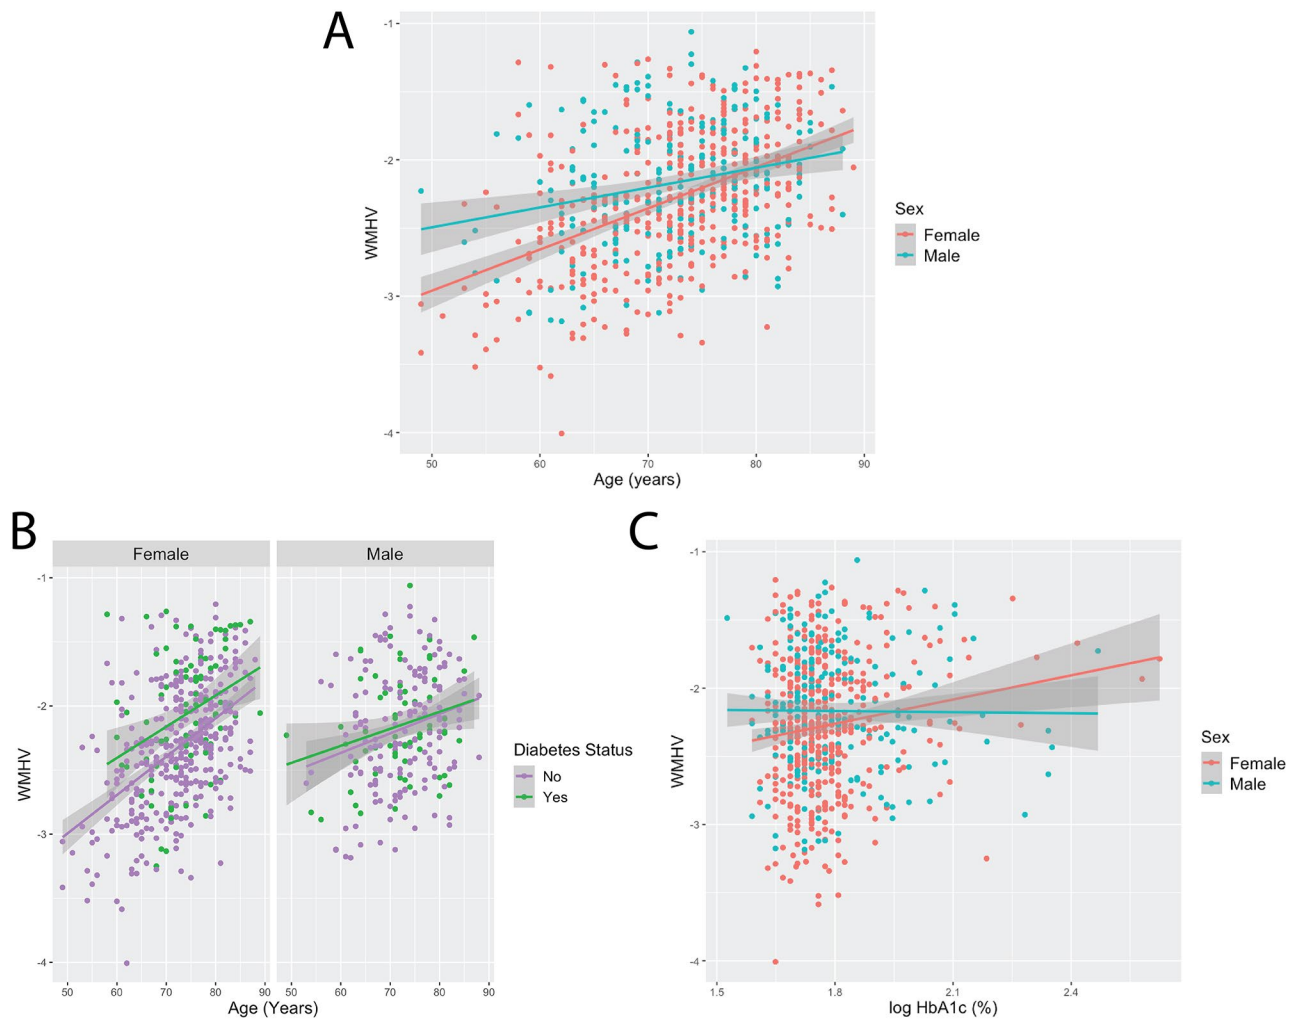 A
-1
-2
-3
-4
WMHV
50 60 70 80 90
Age (years)
Sex
Female
Male
B
Female Male
-1
-2
-3
-4
WMHV
50 60 70 80 90 50 60 70 80 90
Age (Years)
Diabetes Status
No
Yes
C
-1
-2
-3
-4
WMHV
1.5 1.8 2.1 2.4
log HbA1c (%)
Sex
Female
Male